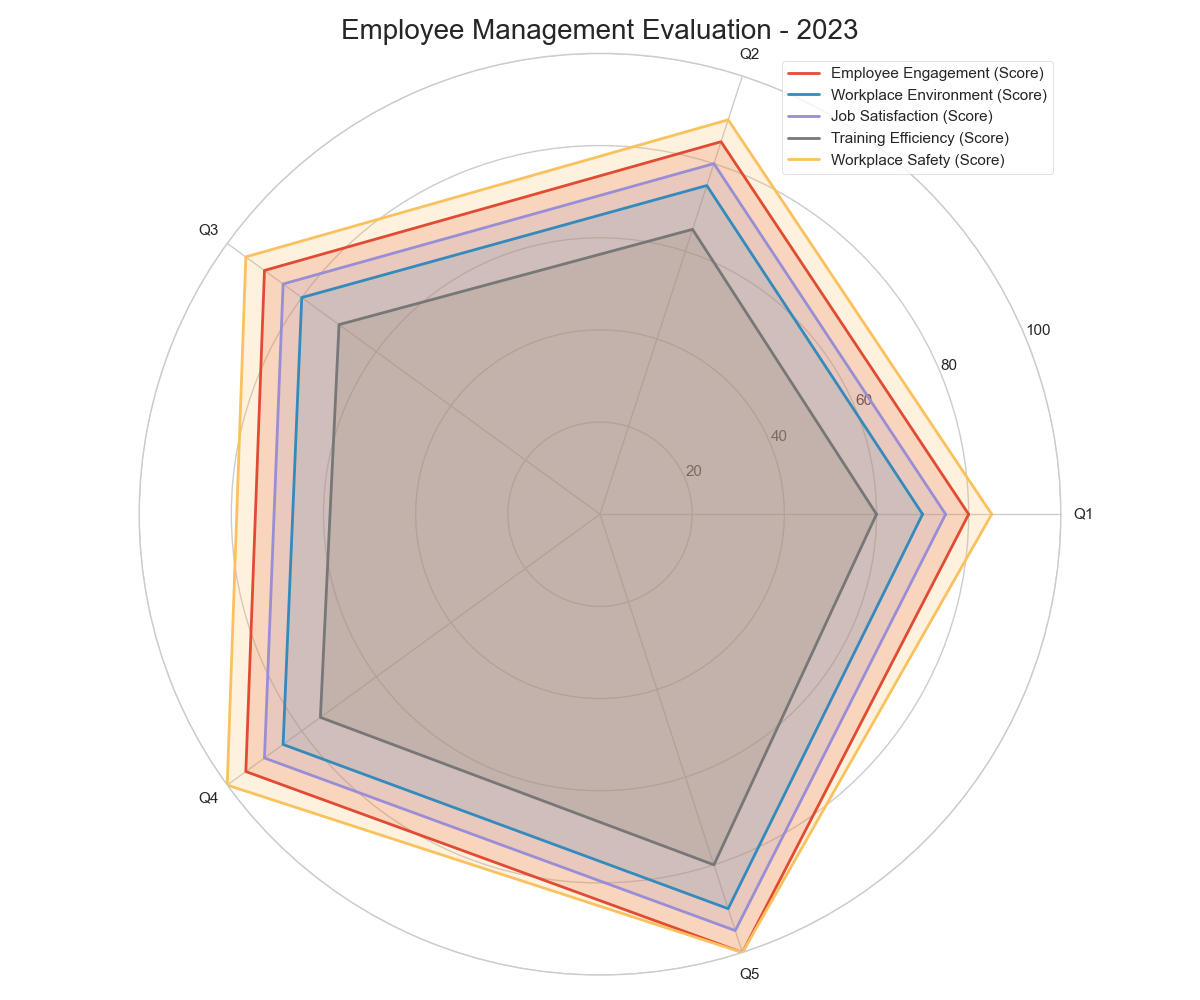 Employee Management Evaluation - 2023
Q2
Employee Engagement (Score)
Workplace Environment (Score)
Job Satisfaction (Score)
Training Efficiency (Score)
Workplace Safety (Score)
Q3
100
80
60
40
20
Q1
Q4
Q5